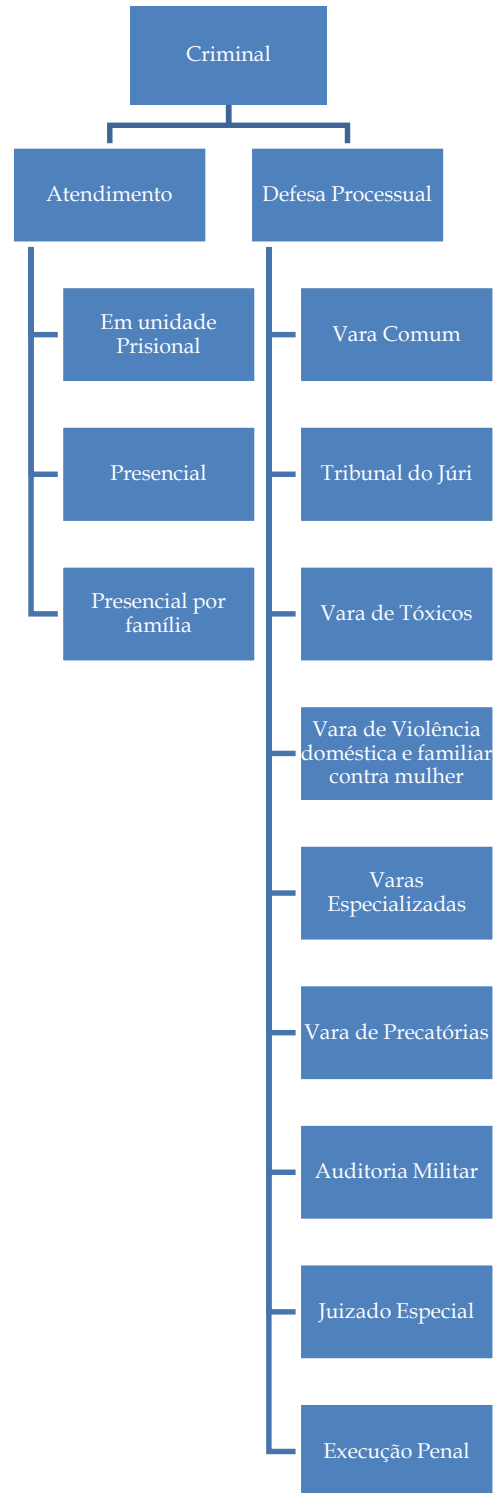 Criminal
Atendimento
Em unidade
Prisional
Presencial
Presencial por
família
Defesa Processual
Vara Comum
Tribunal do Júri
Vara de Tóxicos
Vara de Violência
doméstica e familiar
contra mulher
Varas
Especializadas
Vara de Precatórias
Auditoria Militar
Juizado Especial
Execução Penal